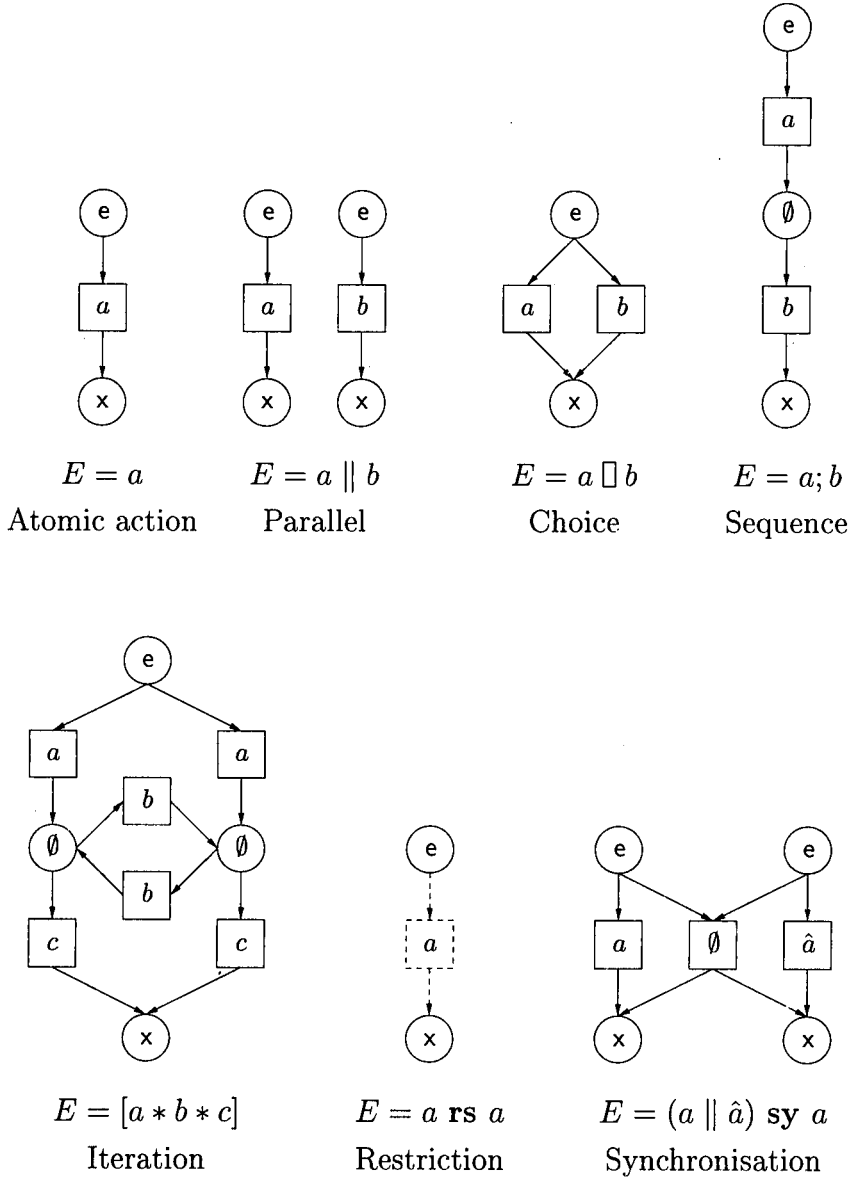 e
a
e e
∅
e e
a a b a b b
x x x x x
E = a E = a ∥ b E = a ▯ b E = a; b
Atomic action Parallel Choice Sequence
e
a a
b
∅ ∅ e e e
b
c c a a ∅ â
x x x x
E = [a * b * c] E = a rs a E = (a ∥ â) sy a
Iteration Restriction Synchronisation